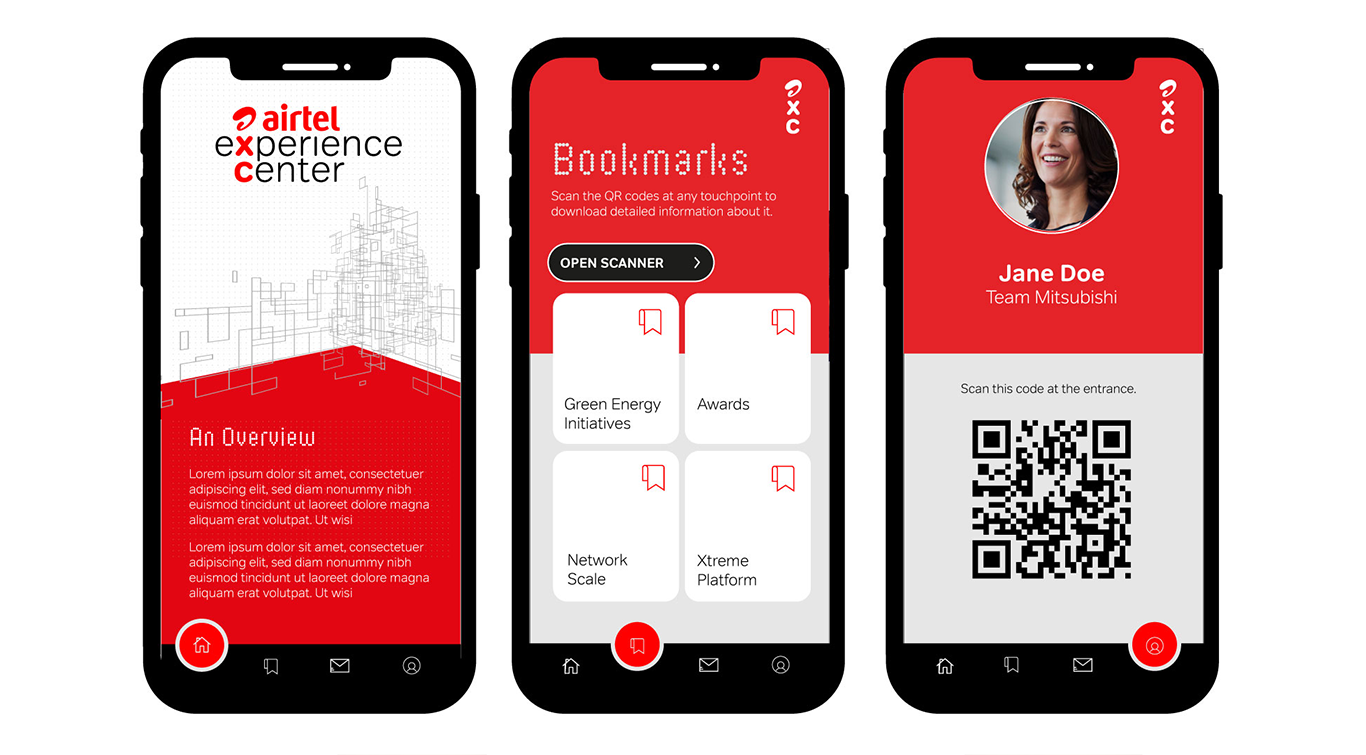 airtel
experience
center
An Overview
Lorem ipsum dolor sit amet, consectetuer
adipiscing elit, sed diam nonummy nibh
euismod tincidunt ut laoreet dolore magna
aliquam erat volutpat. Ut wisi
Lorem ipsum dolor sit amet, consectetuer
adipiscing elit, sed diam nonummy nibh
euismod tincidunt ut laoreet dolore magna
aliquam erat volutpat. Ut wisi
x
c
Bookmarks
Scan the QR codes at any touchpoint to
download detailed information about it.
OPEN SCANNER
Green Energy
Initiatives
Awards
Network
Scale
Xtreme
Platform
x
c
Jane Doe
Team Mitsubishi
Scan this code at the entrance.